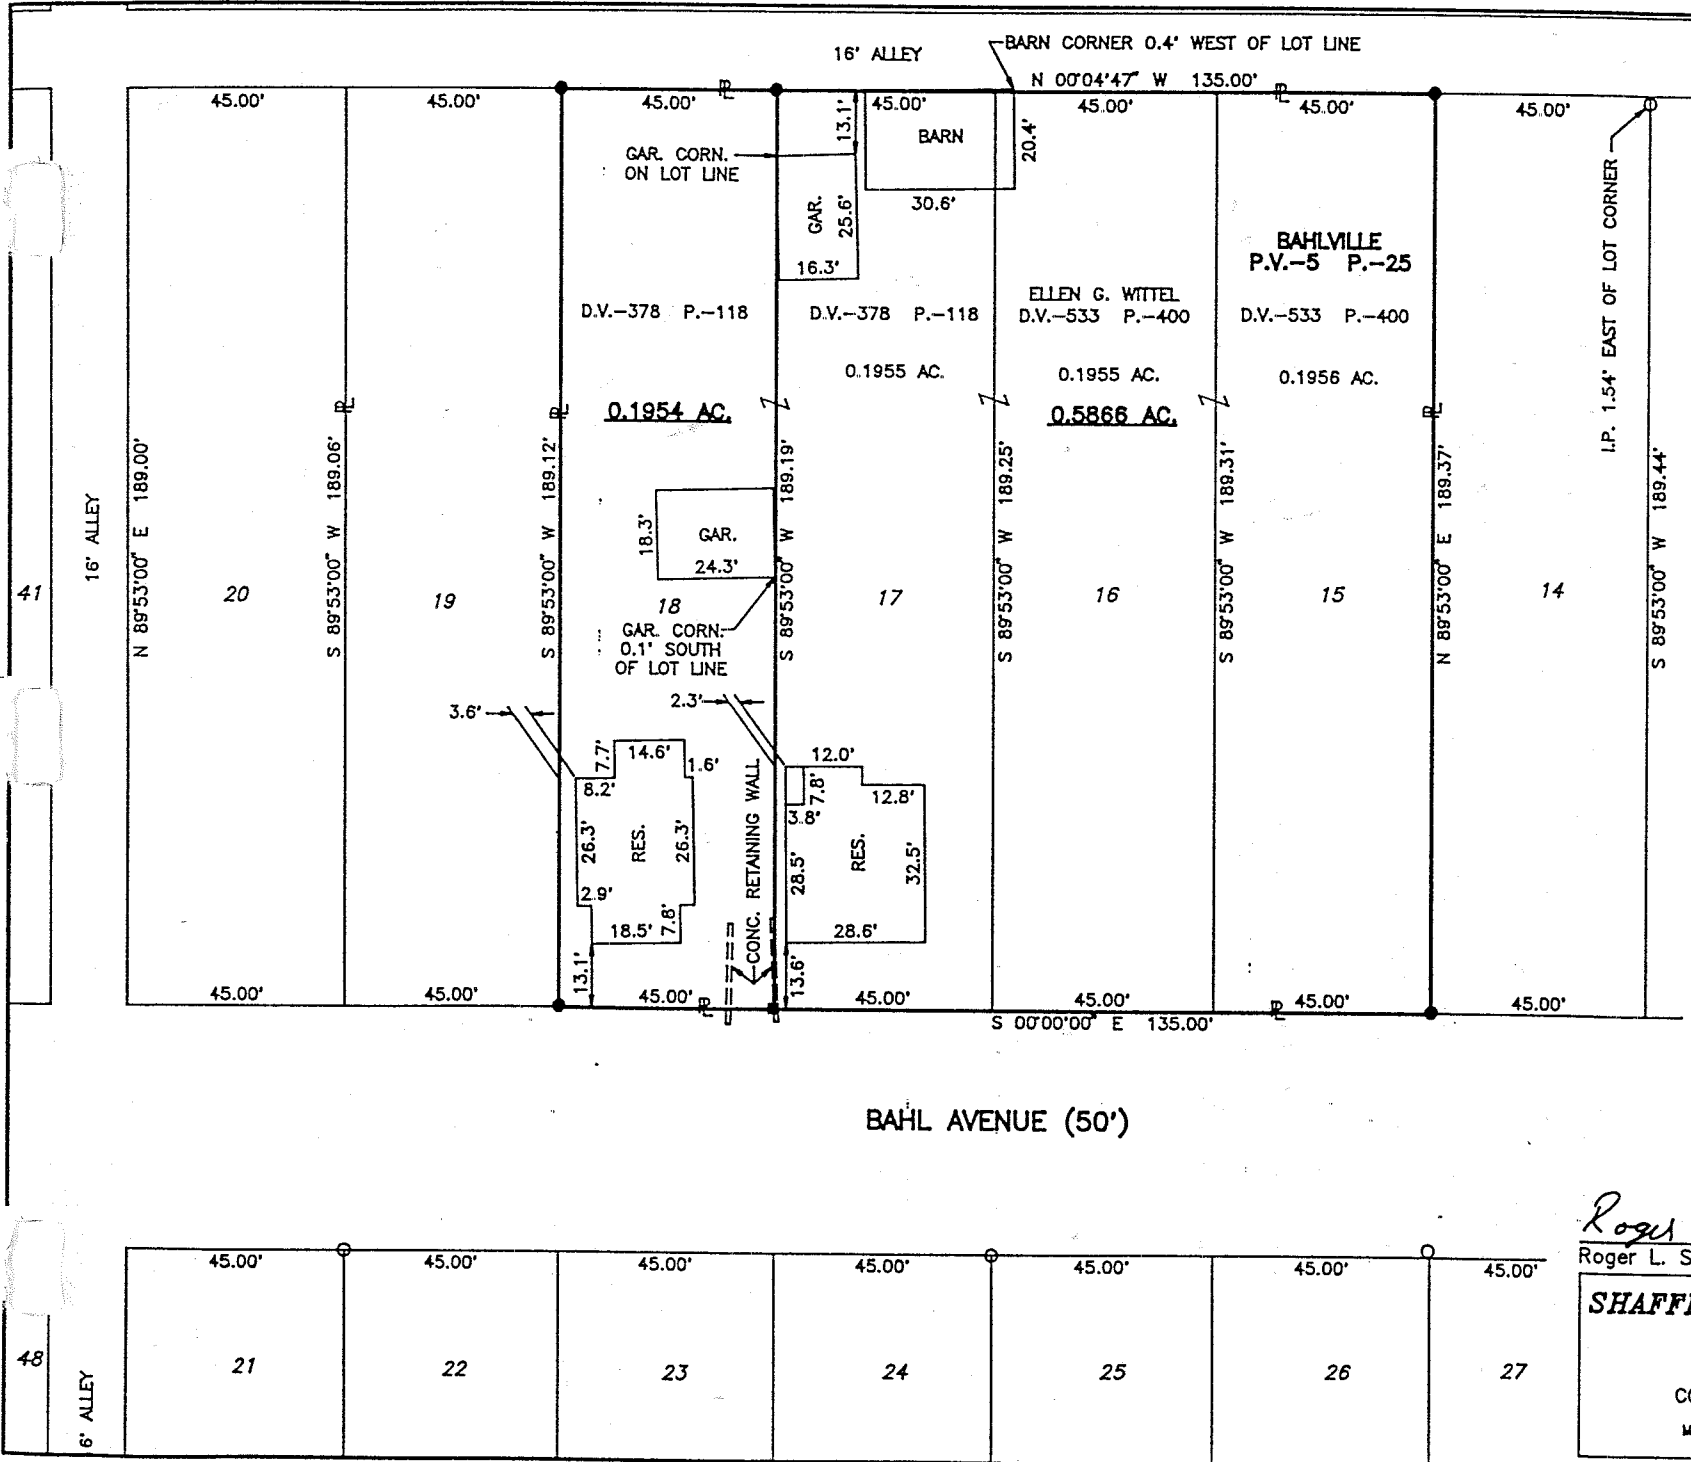 16' ALLEY
BARN CORNER 0.4' WEST OF LOT LINE
N 00°04'47" W 135.00'
45.00'
45.00'
45.00'
℄
45.00'
45.00'
℄
45.00'
45.00'
13.1'
BARN
20.4'
30.6'
GAR. CORN.
ON LOT LINE
GAR.
25.6'
16.3'
I.P. 1.54' EAST OF LOT CORNER
BAHLVILLE
P.V.-5 P.-25
ELLEN G. WITTEL
D.V.-378 P.-118
D.V.-378 P.-118
D.V.-533 P.-400
D.V.-533 P.-400
0.1955 AC.
0.1955 AC.
0.1956 AC.
0.1954 AC.
0.5866 AC.
16' ALLEY
N 89°53'00" E 189.00'
S 89°53'00" W 189.06'
S 89°53'00" W 189.12'
S 89°53'00" W 189.19'
S 89°53'00" W 189.25'
S 89°53'00" W 189.31'
N 89°53'00" E 189.37'
S 89°53'00" W 189.44'
18.3'
GAR.
24.3'
41
20
19
18
17
16
15
14
GAR. CORN.
0.1' SOUTH
OF LOT LINE
3.6'
2.3'
7.7'
14.6'
1.6'
8.2'
26.3'
RES.
26.3'
2.9'
18.5'
7.8'
13.1'
CONC. RETAINING WALL
12.0'
7.8'
3.8'
12.8'
28.5'
RES.
32.5'
28.6'
13.6'
45.00'
45.00'
45.00'
45.00'
45.00'
45.00'
45.00'
S 00°00'00" E 135.00'
BAHL AVENUE (50')
Roger
Roger L. S
45.00'
45.00'
45.00'
45.00'
45.00'
45.00'
45.00'
SHAFF
48
21
22
23
24
25
26
27
6' ALLEY
CO